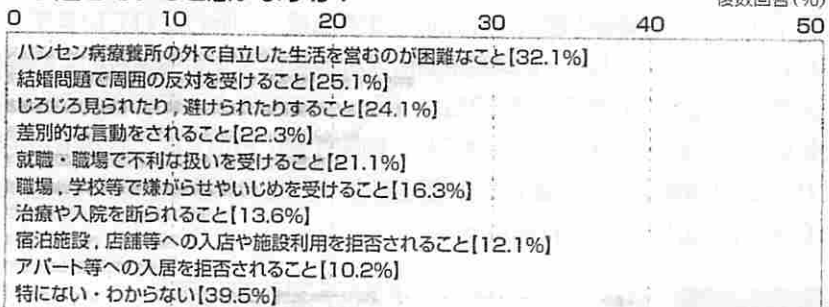 複数回答(%)
0 10 20 30 40 50
ハンセン病療養所の外で自立した生活を営むのが困難なこと[32.1%]
結婚問題で周囲の反対を受けること[25.1%]
じろじろ見られたり，避けられたりすること[24.1%]
差別的な言動をされること[22.3%]
就職・職場で不利な扱いを受けること[21.1%]
職場，学校等で嫌がらせやいじめを受けること[16.3%]
治療や入院を断られること[13.6%]
宿泊施設，店舗等への入店や施設利用を拒否されること[12.1%]
アパート等への入居を拒否されること[10.2%]
特にない・わからない[39.5%]